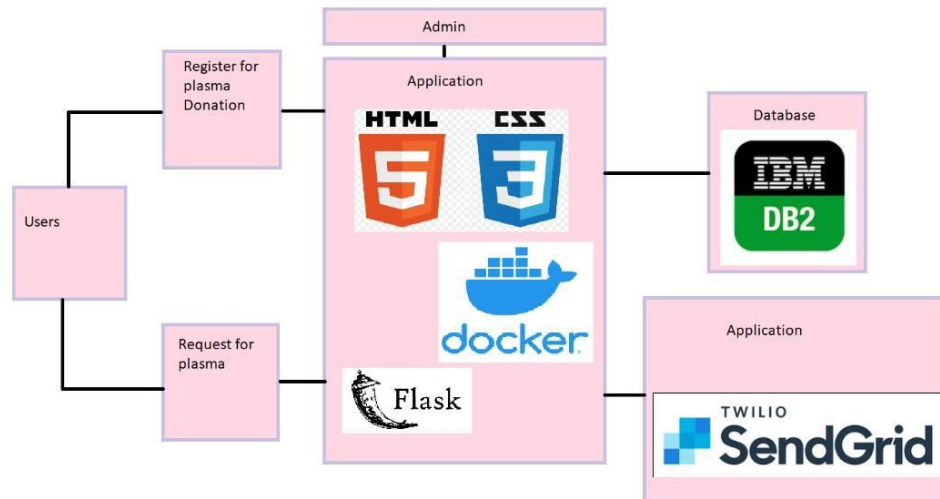 Admin
Register for
plasma
Donation
Application
HTML
5
CSS
3
Database
IBM
DB2
Users
docker
Request for
plasma
Flask
Application
TWILIO
SendGrid